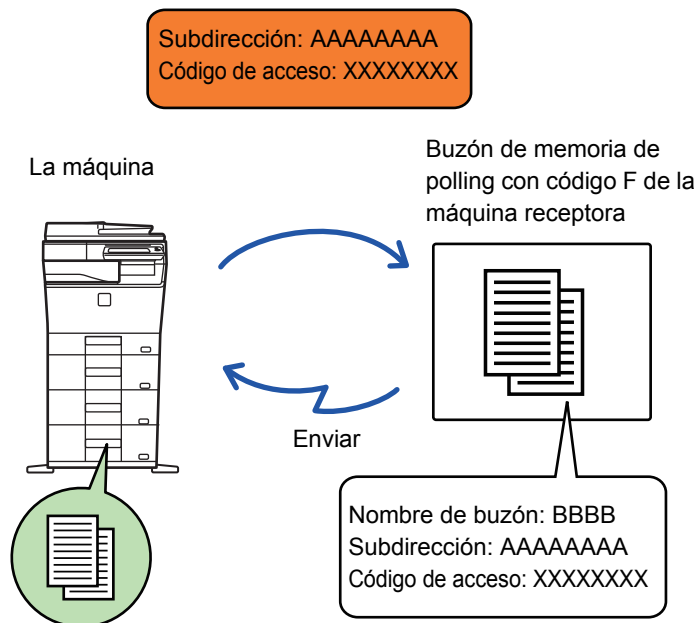 Subdirección: AAAAAAAA
Código de acceso: XXXXXXXX
La máquina
Buzón de memoria de
polling con código F de la
máquina receptora
Enviar
Nombre de buzón: BBBB
Subdirección: AAAAAAAA
Código de acceso: XXXXXXXX